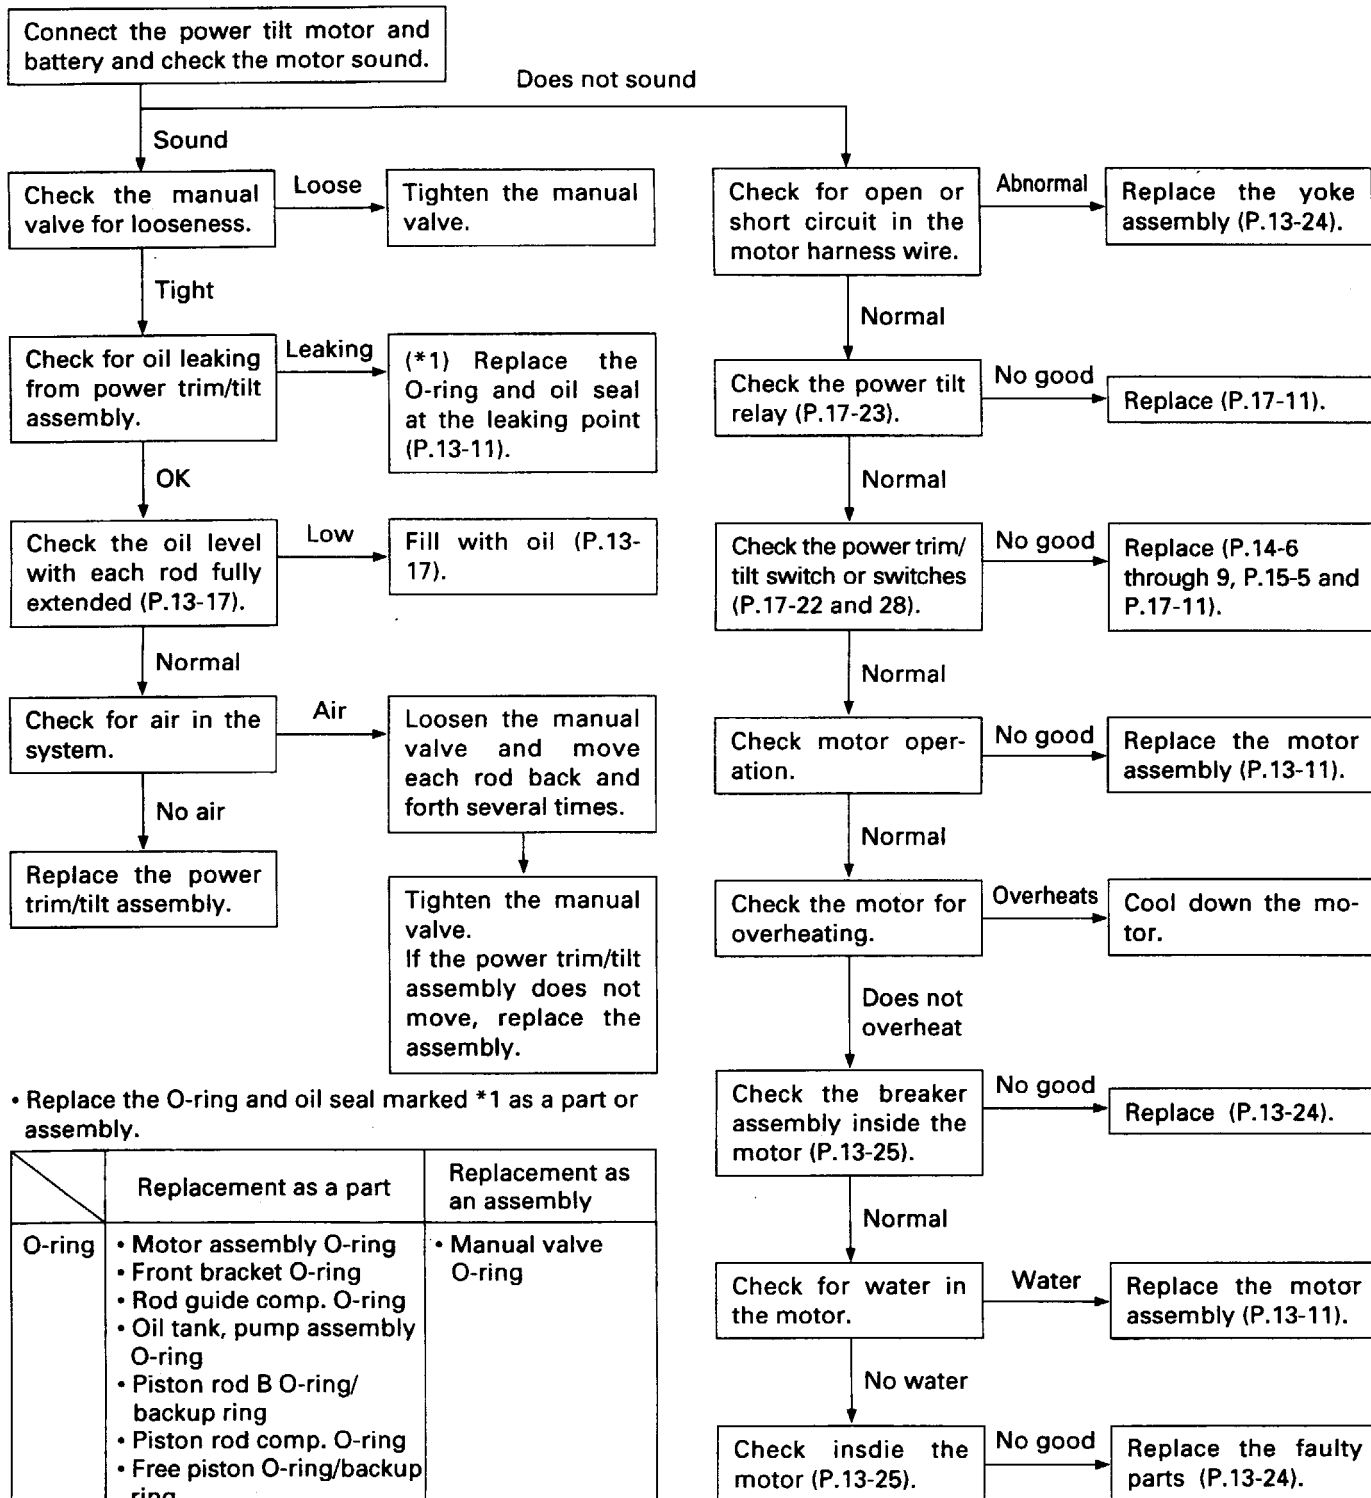 Connect the power tilt motor and
battery and check the motor sound.
Does not sound
Sound
Check the manual
valve for looseness.
Loose
Tighten the manual
valve.
Tight
Check for oil leaking
from power trim/tilt
assembly.
Leaking
(*1) Replace the
O-ring and oil seal
at the leaking point
(P.13-11).
OK
Check the oil level
with each rod fully
extended (P.13-17).
Low
Fill with oil (P.13-
17).
Normal
Check for air in the
system.
Air
Loosen the manual
valve and move
each rod back and
forth several times.
No air
Replace the power
trim/tilt assembly.
Tighten the manual
valve.
If the power trim/tilt
assembly does not
move, replace the
assembly.
• Replace the O-ring and oil seal marked *1 as a part or
assembly.
Replacement as a part
Replacement as
an assembly
O-ring
• Motor assembly O-ring
• Front bracket O-ring
• Rod guide comp. O-ring
• Oil tank, pump assembly
O-ring
• Piston rod B O-ring/
backup ring
• Piston rod comp. O-ring
• Free piston O-ring/backup
ring
• Manual valve
O-ring
Check for open or
short circuit in the
motor harness wire.
Abnormal
Replace the yoke
assembly (P.13-24).
Normal
Check the power tilt
relay (P.17-23).
No good
Replace (P.17-11).
Normal
Check the power trim/
tilt switch or switches
(P.17-22 and 28).
No good
Replace (P.14-6
through 9, P.15-5 and
P.17-11).
Normal
Check motor oper-
ation.
No good
Replace the motor
assembly (P.13-11).
Normal
Check the motor for
overheating.
Overheats
Cool down the mo-
tor.
Does not
overheat
Check the breaker
assembly inside the
motor (P.13-25).
No good
Replace (P.13-24).
Normal
Check for water in
the motor.
Water
Replace the motor
assembly (P.13-11).
No water
Check insdie the
motor (P.13-25).
No good
Replace the faulty
parts (P.13-24).